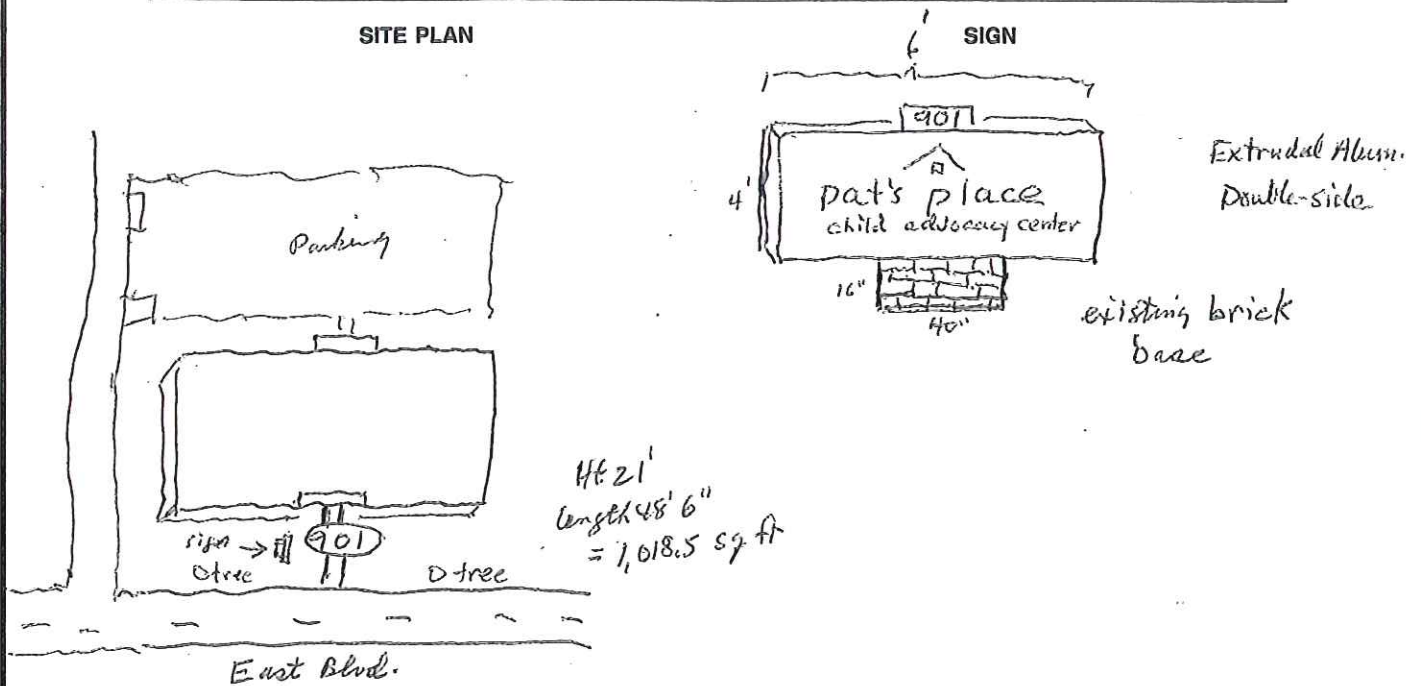 SITE PLAN
SIGN
6'
901
4'
pat's place
child advocacy center
16"
40"
Extrudal Alum.
Double-side
existing brick
base
Parking
Ht 21'
length 48' 6"
= 1,018.5 sq ft
sign →
901
tree
tree
East Blvd.